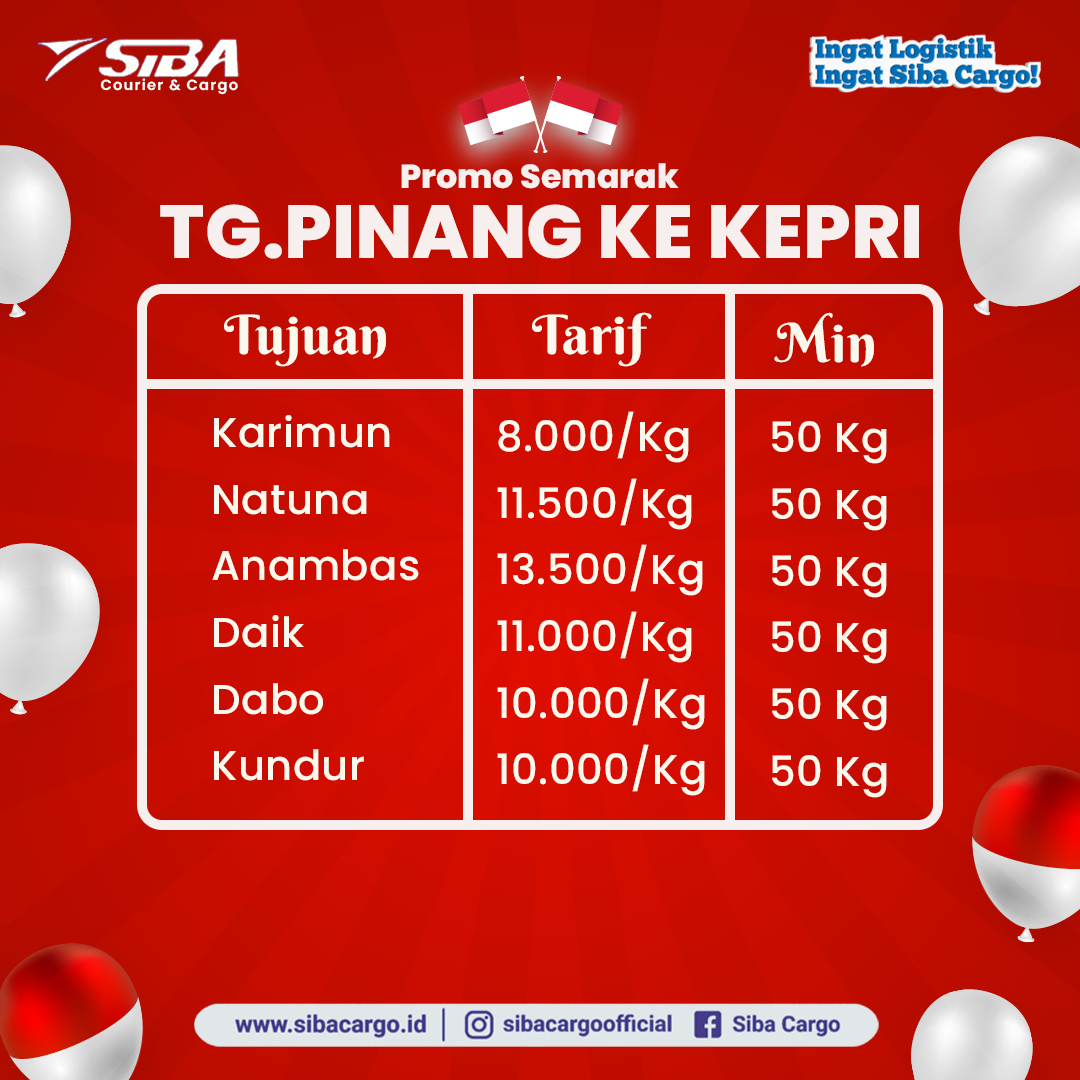 SIBA
Courier & Cargo
Ingat Logistik
Ingat Siba Cargo!
Promo Semarak
TG.PINANG KE KEPRI
Tujuan Tarif Min
Karimun 8.000/Kg 50 Kg
Natuna 11.500/Kg 50 Kg
Anambas 13.500/Kg 50 Kg
Daik 11.000/Kg 50 Kg
Dabo 10.000/Kg 50 Kg
Kundur 10.000/Kg 50 Kg
www.sibacargo.id | sibacargoofficial Siba Cargo